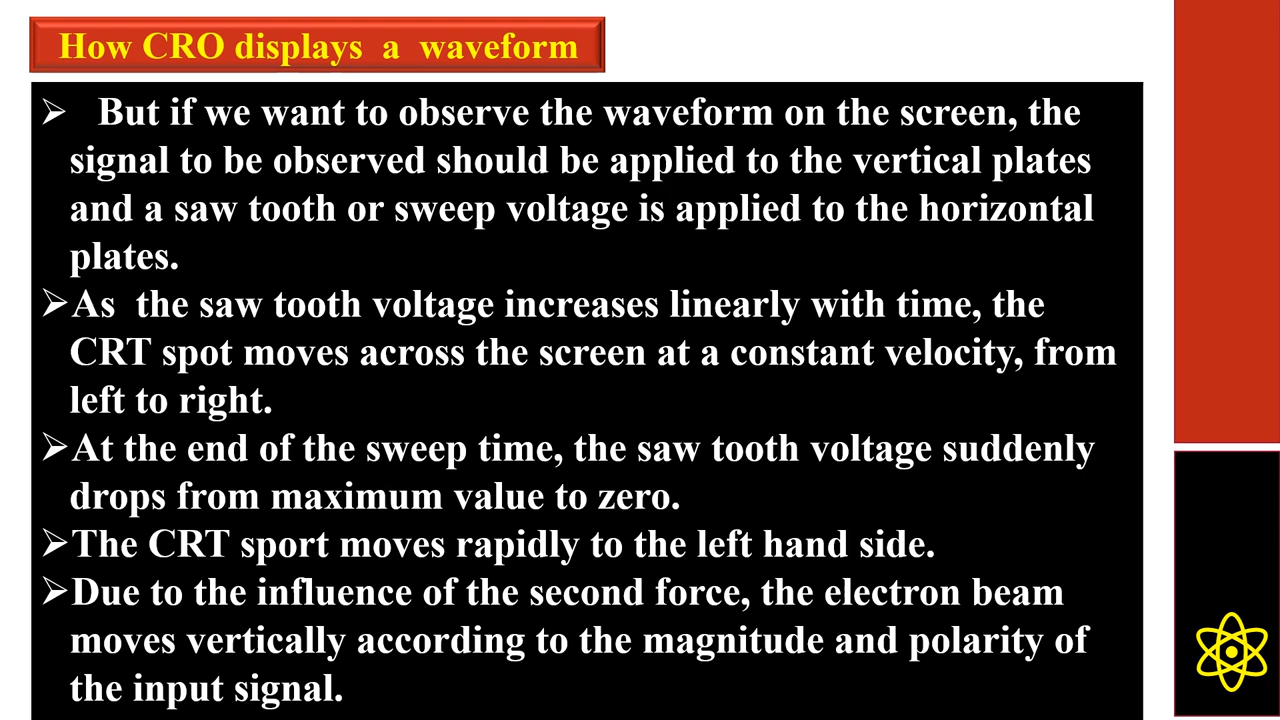 How CRO displays  a  waveform
➢ But if we want to observe the waveform on the screen, the
signal to be observed should be applied to the vertical plates
and a saw tooth or sweep voltage is applied to the horizontal
plates.
➢As  the saw tooth voltage increases linearly with time, the
CRT spot moves across the screen at a constant velocity, from
left to right.
➢At the end of the sweep time, the saw tooth voltage suddenly
drops from maximum value to zero.
➢The CRT sport moves rapidly to the left hand side.
➢Due to the influence of the second force, the electron beam
moves vertically according to the magnitude and polarity of
the input signal.